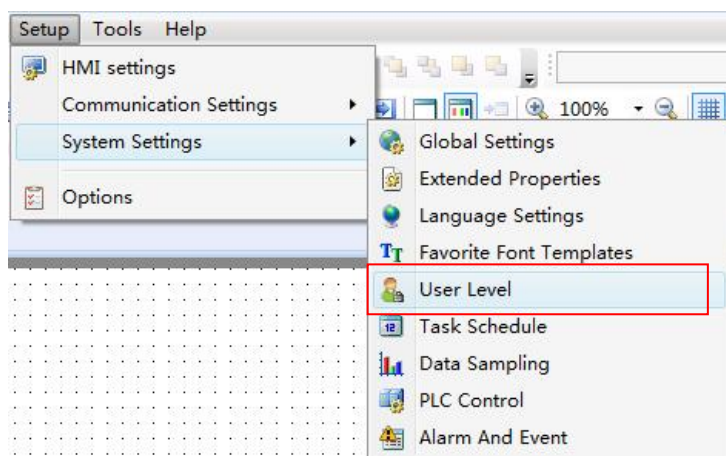 Setup Tools Help
HMI settings
Communication Settings
100%
System Settings
Global Settings
Extended Properties
Options
Language Settings
Favorite Font Templates
User Level
Task Schedule
Data Sampling
PLC Control
Alarm And Event